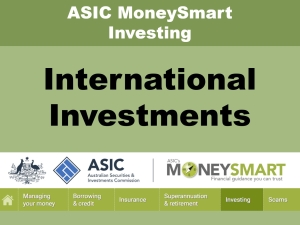 ASIC MoneySmart
Investing
International
Investments
ASIC
Australian Securities &
Investments Commission
ASIC's
MONEYSMART
Financial guidance you can trust
Managing
your money
Borrowing
& credit
Insurance
Superannuation
& retirement
Investing
Scams